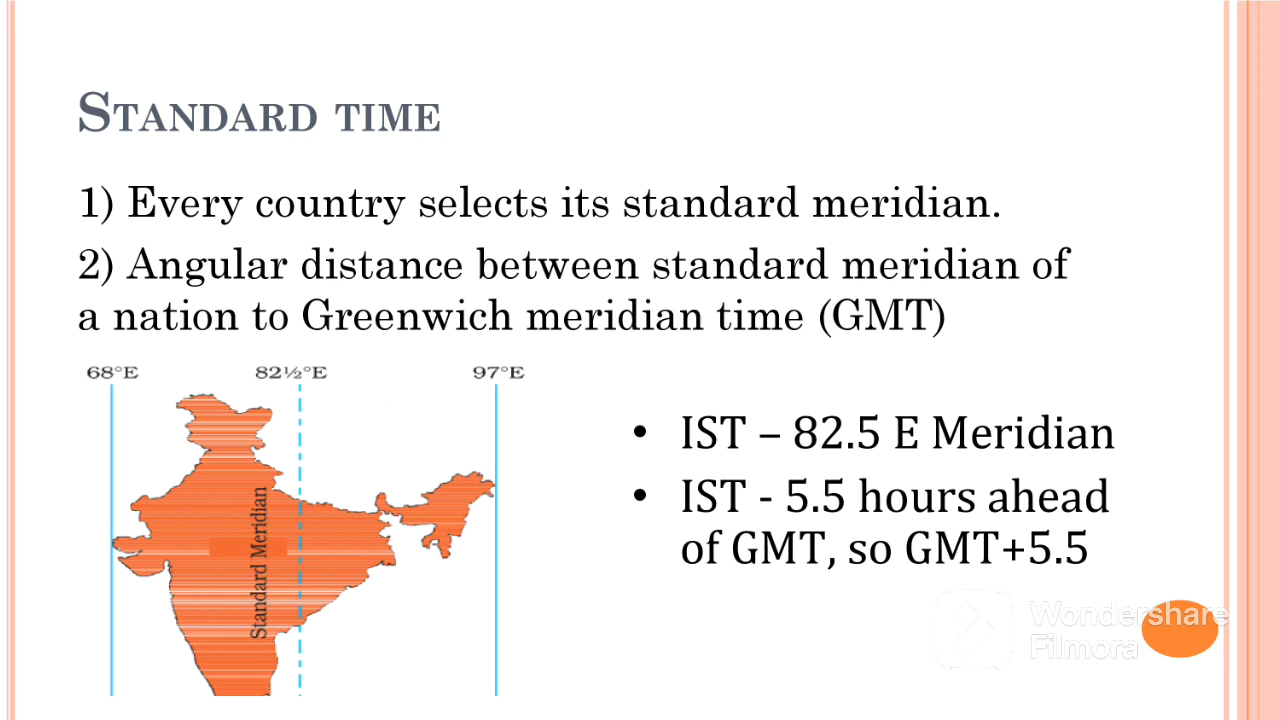 STANDARD TIME
1) Every country selects its standard meridian.
2) Angular distance between standard meridian of
a nation to Greenwich meridian time (GMT)
68°E 82½°E 97°E
Standard Meridian
• IST – 82.5 E Meridian
• IST - 5.5 hours ahead
of GMT, so GMT+5.5
Wondershare
Filmora